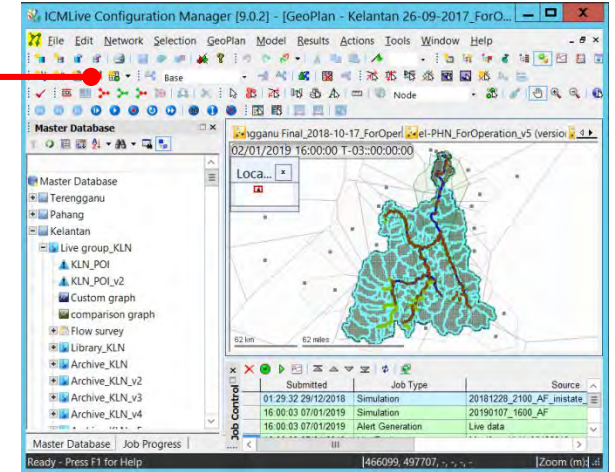 ICMLive Configuration Manager [9.0.2] - [GeoPlan - Kelantan 26-09-2017_ForO...
File Edit Network Selection GeoPlan Model Results Actions Tools Window Help
Base
Node
Master Database
ngganu Final_2018-10-17_ForOperl
el-PHN_ForOperation_v5 (versio
02/01/2019 16:00:00 T-03::00:00:00
Loca...
Master Database
Terengganu
Pahang
Kelantan
Live group_KLN
KLN_POI
KLN_POI_v2
Custom graph
comparison graph
Flow survey
Library_KLN
Archive_KLN
Archive_KLN_v2
Archive_KLN_v3
Archive_KLN_v4
62 km 62 miles
Job Control
Submitted Job Type Source
01:29:32 29/12/2018 Simulation 20181228_2100_AF_inistate_
16:00:03 07/01/2019 Simulation 20190107_1600_AF
16:00:03 07/01/2019 Alert Generation Live data
Master Database Job Progress
Ready - Press F1 for Help
466099, 497707, -, -, -, - Zoom (m):